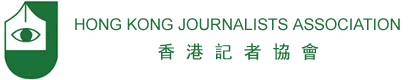 HONG KONG JOURNALISTS ASSOCIATION
香港記者協會